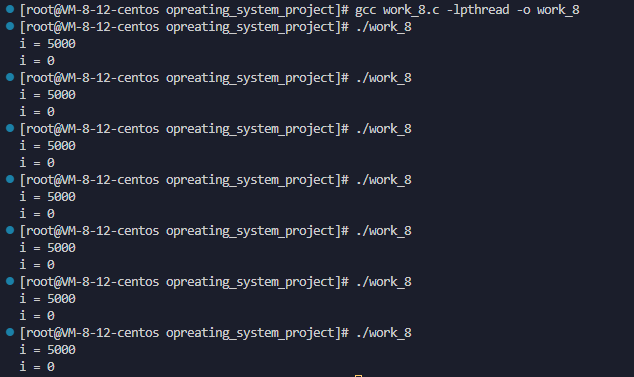 [root@VM-8-12-centos opreating_system_project]# gcc work_8.c -lpthread -o work_8
[root@VM-8-12-centos opreating_system_project]# ./work_8
i = 5000
i = 0
[root@VM-8-12-centos opreating_system_project]# ./work_8
i = 5000
i = 0
[root@VM-8-12-centos opreating_system_project]# ./work_8
i = 5000
i = 0
[root@VM-8-12-centos opreating_system_project]# ./work_8
i = 5000
i = 0
[root@VM-8-12-centos opreating_system_project]# ./work_8
i = 5000
i = 0
[root@VM-8-12-centos opreating_system_project]# ./work_8
i = 5000
i = 0
[root@VM-8-12-centos opreating_system_project]# ./work_8
i = 5000
i = 0